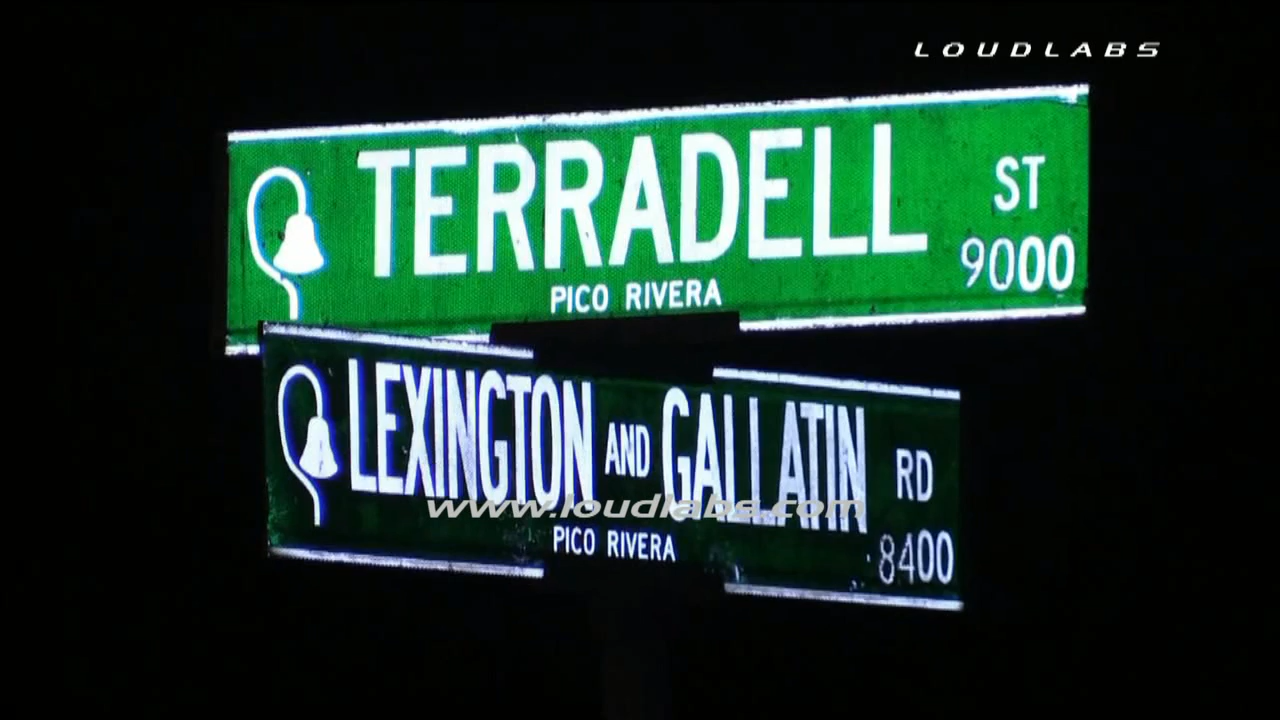 LOUDLABS
TERRADELL ST
9000
PICO RIVERA
LEXINGTON AND GALLATIN RD
www.loudlabs.com
PICO RIVERA
8400